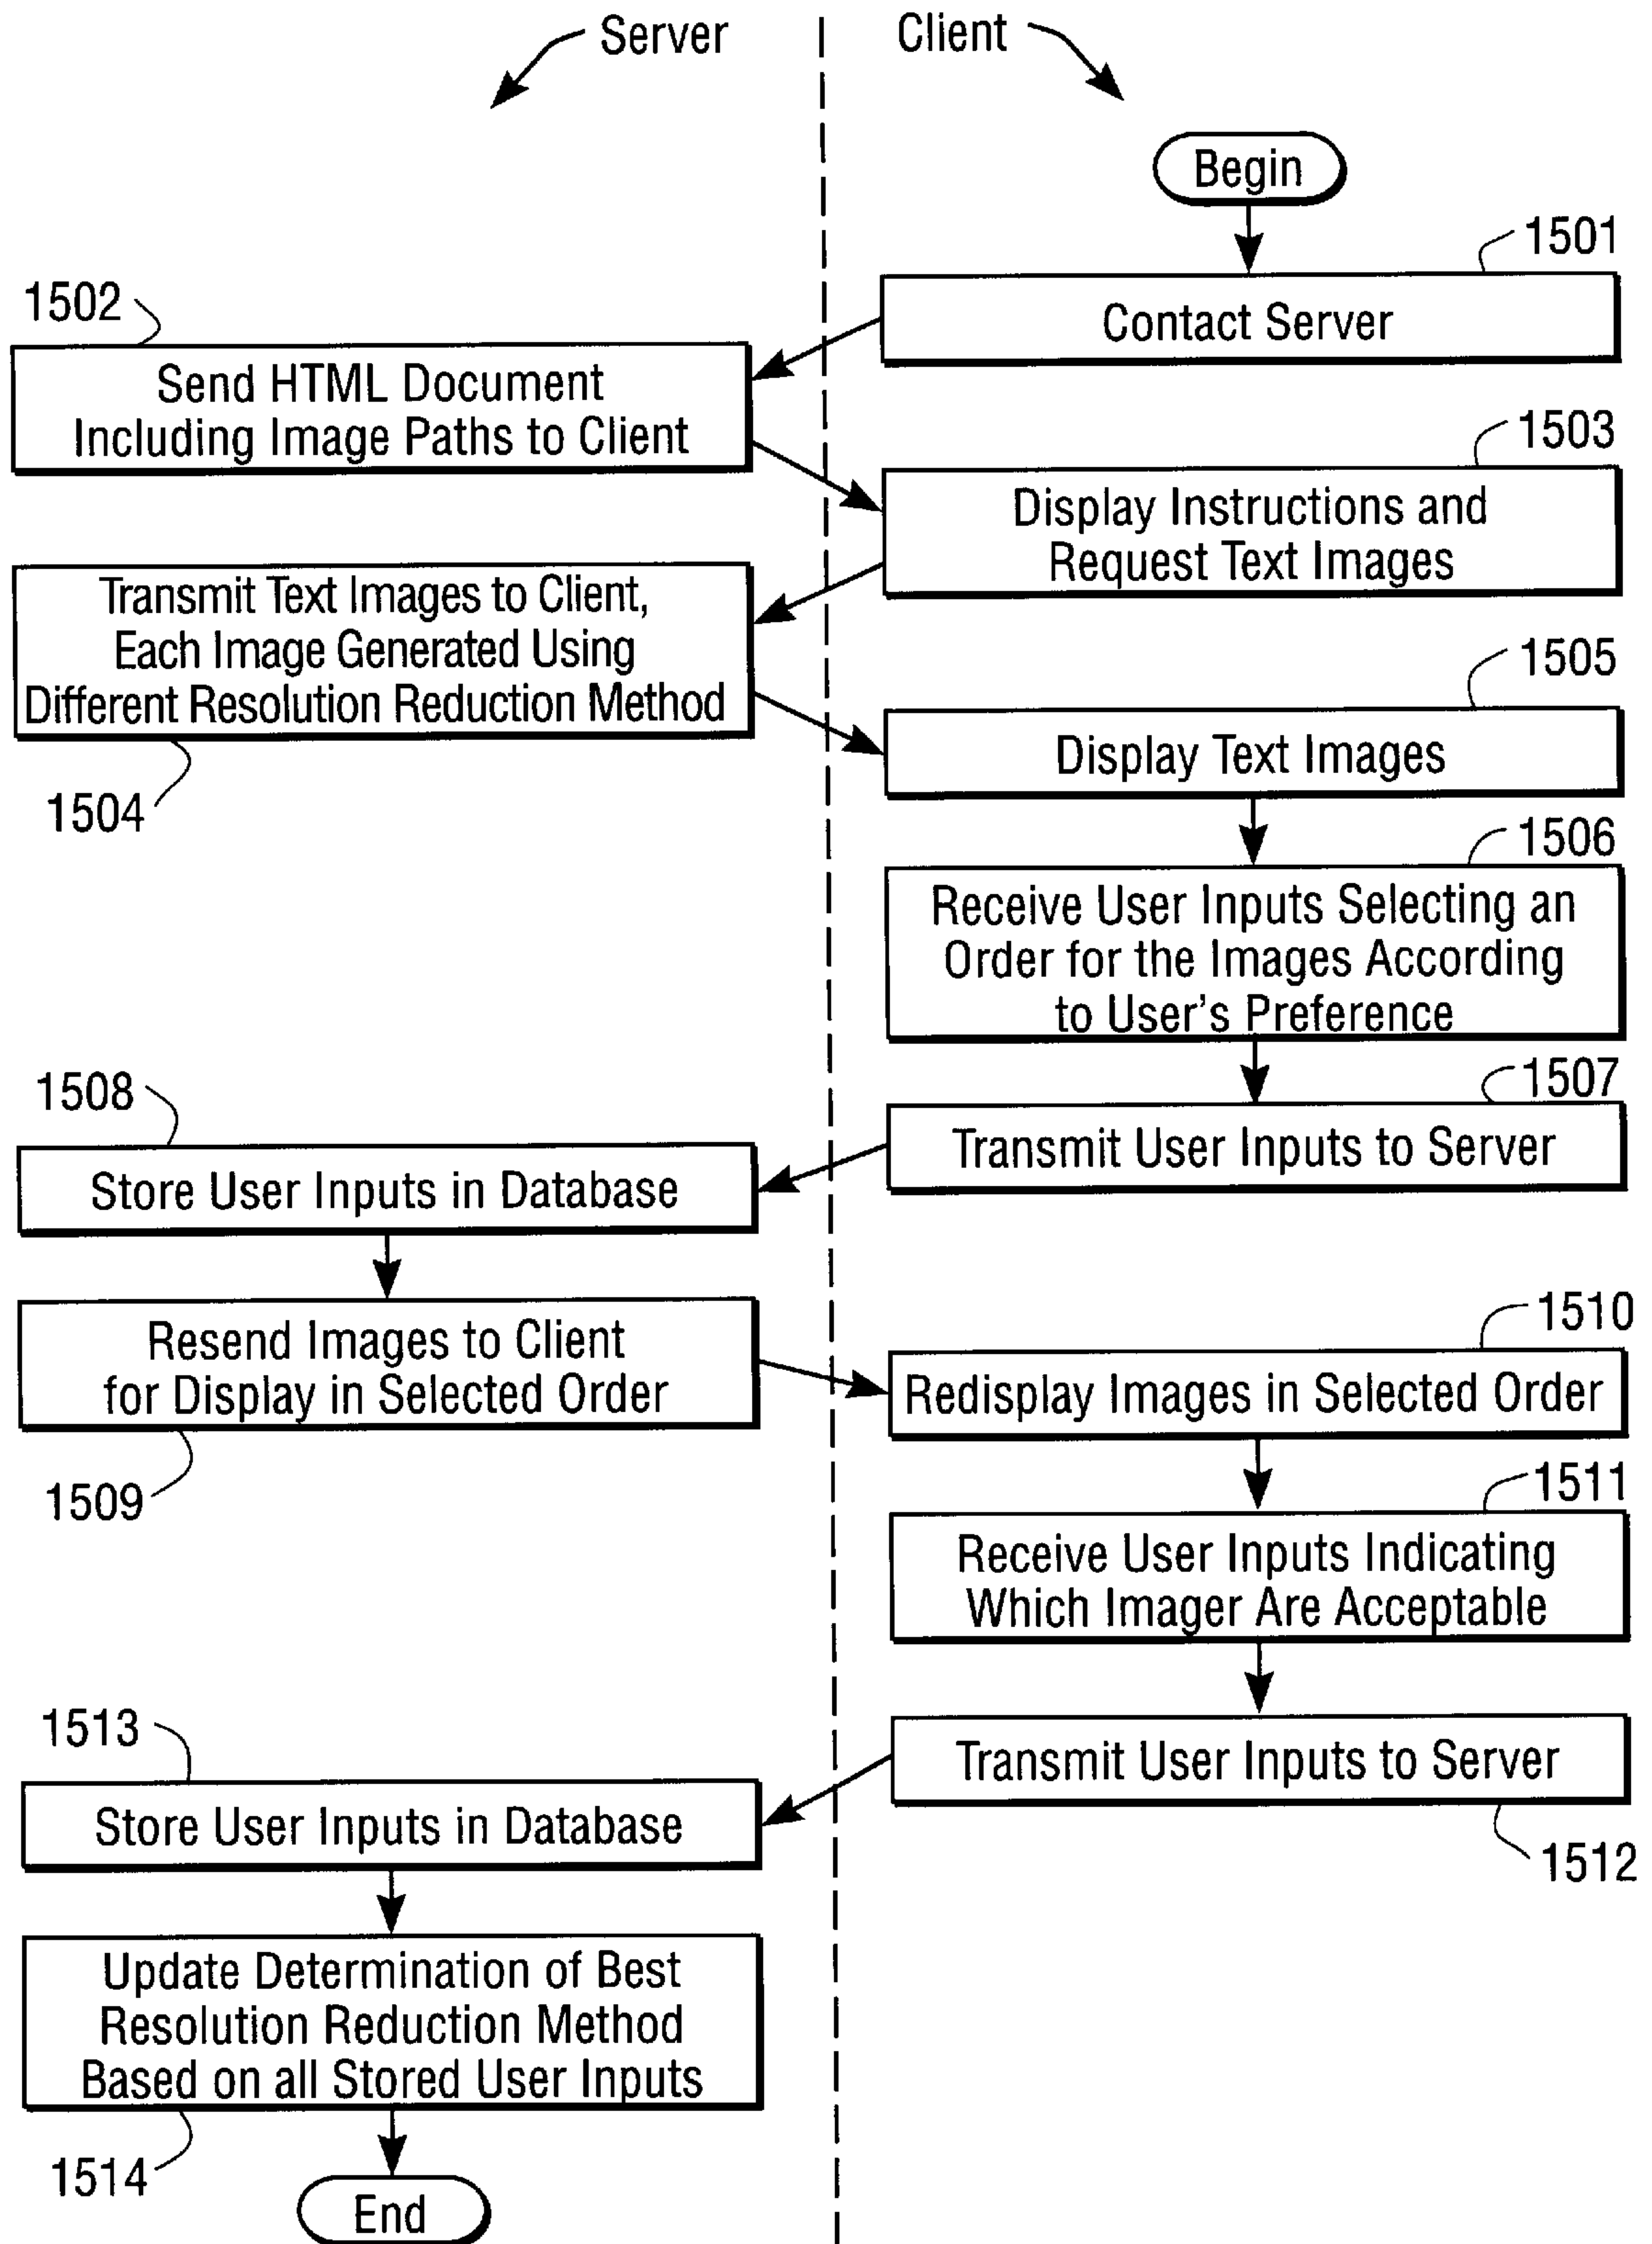 Server
Client
Begin
1501
Contact Server
1502
Send HTML Document
Including Image Paths to Client
1503
Display Instructions and
Request Text Images
Transmit Text Images to Client,
Each Image Generated Using
Different Resolution Reduction Method
1504
1505
Display Text Images
1506
Receive User Inputs Selecting an
Order for the Images According
to User's Preference
1507
Transmit User Inputs to Server
1508
Store User Inputs in Database
Resend Images to Client
for Display in Selected Order
1509
1510
Redisplay Images in Selected Order
1511
Receive User Inputs Indicating
Which Imager Are Acceptable
Transmit User Inputs to Server
1512
1513
Store User Inputs in Database
Update Determination of Best
Resolution Reduction Method
Based on all Stored User Inputs
1514
End